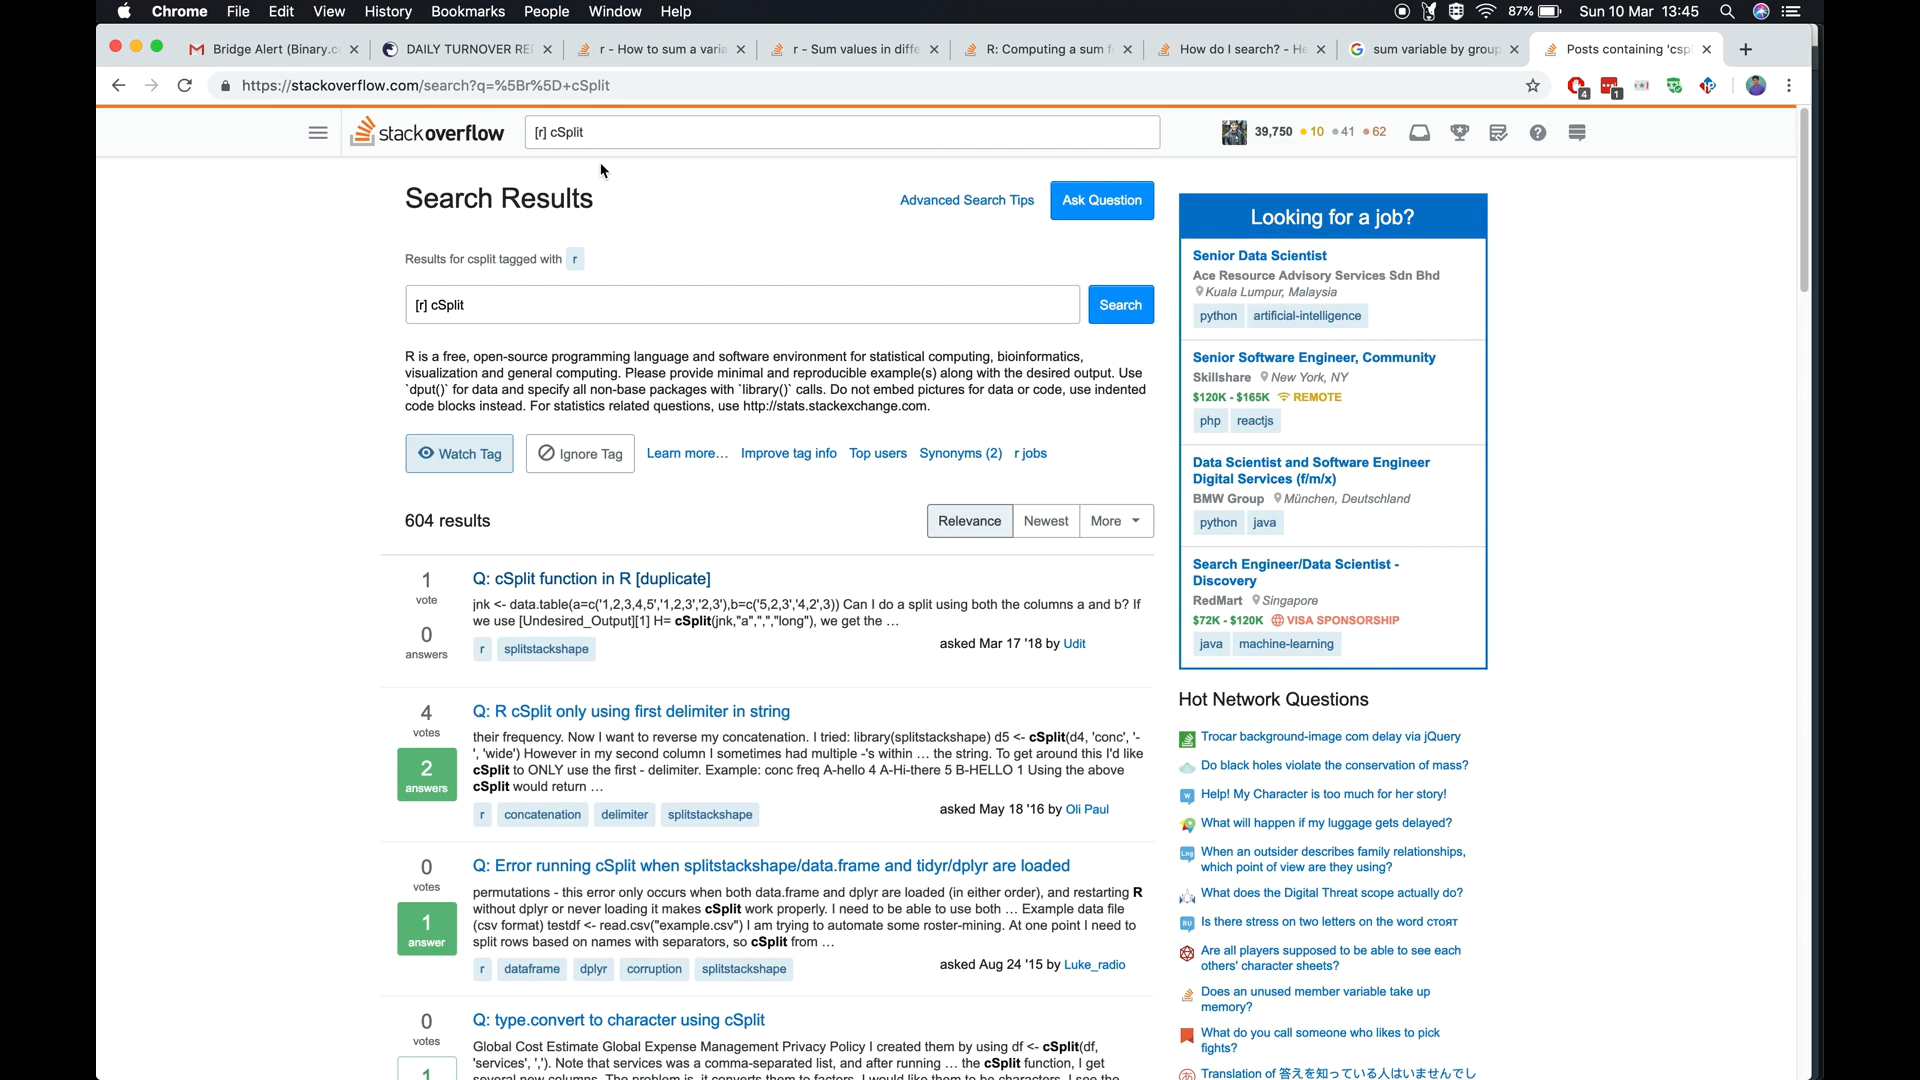 Chrome File Edit View History Bookmarks People Window Help 87% Sun 10 Mar 13:45
Bridge Alert (Binary.c DAILY TURNOVER RE r - How to sum a varia r - Sum values in diffe R: Computing a sum f How do I search? - He sum variable by group Posts containing 'csp
https://stackoverflow.com/search?q=%5Br%5D+cSplit 4 1
stackoverflow [r] cSplit 39,750 10 41 62
Search Results Advanced Search Tips Ask Question
Results for csplit tagged with r
[r] cSplit Search
R is a free, open-source programming language and software environment for statistical computing, bioinformatics,
visualization and general computing. Please provide minimal and reproducible example(s) along with the desired output. Use
`dput()` for data and specify all non-base packages with `library()` calls. Do not embed pictures for data or code, use indented
code blocks instead. For statistics related questions, use http://stats.stackexchange.com.
Watch Tag Ignore Tag Learn more… Improve tag info Top users Synonyms (2) r jobs
604 results Relevance Newest More
1 vote
0 answers
Q: cSplit function in R [duplicate]
jnk <- data.table(a=c('1,2,3,4,5','1,2,3','2,3'),b=c('5,2,3','4,2',3)) Can I do a split using both the columns a and b? If
we use [Undesired_Output][1] H= cSplit(jnk,"a",",","long"), we get the …
r splitstackshape
asked Mar 17 '18 by Udit
4 votes
2 answers
Q: R cSplit only using first delimiter in string
their frequency. Now I want to reverse my concatenation. I tried: library(splitstackshape) d5 <- cSplit(d4, 'conc', '-
', 'wide') However in my second column I sometimes had multiple -'s within … the string. To get around this I'd like
cSplit to ONLY use the first - delimiter. Example: conc freq A-hello 4 A-Hi-there 5 B-HELLO 1 Using the above
cSplit would return …
r concatenation delimiter splitstackshape
asked May 18 '16 by Oli Paul
0 votes
1 answer
Q: Error running cSplit when splitstackshape/data.frame and tidyr/dplyr are loaded
permutations - this error only occurs when both data.frame and dplyr are loaded (in either order), and restarting R
without dplyr or never loading it makes cSplit work properly. I need to be able to use both … Example data file
(csv format) testdf <- read.csv("example.csv") I am trying to automate some roster-mining. At one point I need to
split rows based on names with separators, so cSplit from …
r dataframe dplyr corruption splitstackshape
asked Aug 24 '15 by Luke_radio
0 votes
1
Q: type.convert to character using cSplit
Global Cost Estimate Global Expense Management Privacy Policy I created them by using df <- cSplit(df,
'services', ','). Note that services was a comma-separated list, and after running … the cSplit function, I get
several new columns. The problem is, it converts them to factors. I would like them to be characters. I see the
Looking for a job?
Senior Data Scientist
Ace Resource Advisory Services Sdn Bhd
Kuala Lumpur, Malaysia
python artificial-intelligence
Senior Software Engineer, Community
Skillshare New York, NY
$120K - $165K REMOTE
php reactjs
Data Scientist and Software Engineer
Digital Services (f/m/x)
BMW Group München, Deutschland
python java
Search Engineer/Data Scientist -
Discovery
RedMart Singapore
$72K - $120K VISA SPONSORSHIP
java machine-learning
Hot Network Questions
Trocar background-image com delay via jQuery
Do black holes violate the conservation of mass?
Help! My Character is too much for her story!
What will happen if my luggage gets delayed?
When an outsider describes family relationships,
which point of view are they using?
What does the Digital Threat scope actually do?
Is there stress on two letters on the word стоят
Are all players supposed to be able to see each
others' character sheets?
Does an unused member variable take up
memory?
What do you call someone who likes to pick
fights?
Translation of 答えを知っている人はいませんでし